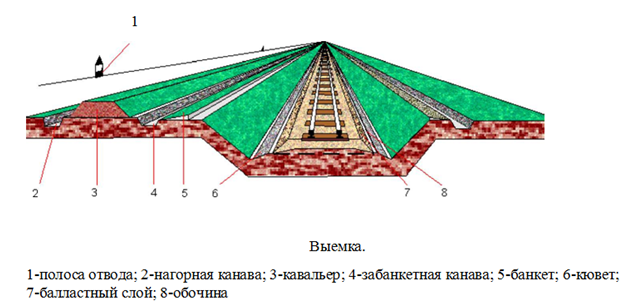 1
2 3 4 5 6 7 8
Выемка.
1-полоса отвода; 2-нагорная канава; 3-кавальер; 4-забанкетная канава; 5-банкет; 6-кювет;
7-балластный слой; 8-обочина